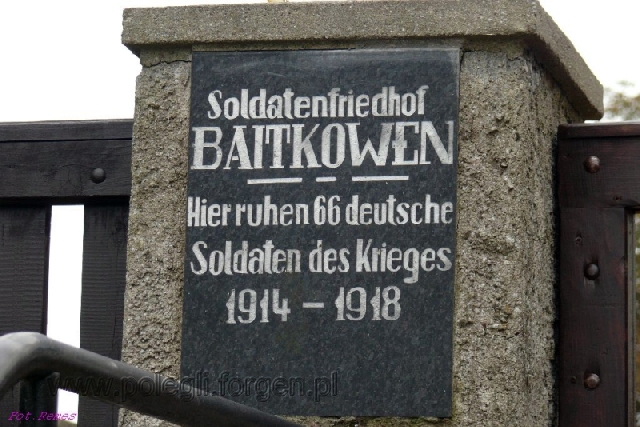 Soldatenfriedhof
BAITKOWEN
Hier ruhen 66 deutsche
Soldaten des Krieges
1914 – 1918
www.polegli.forgen.pl
Fot.Remes